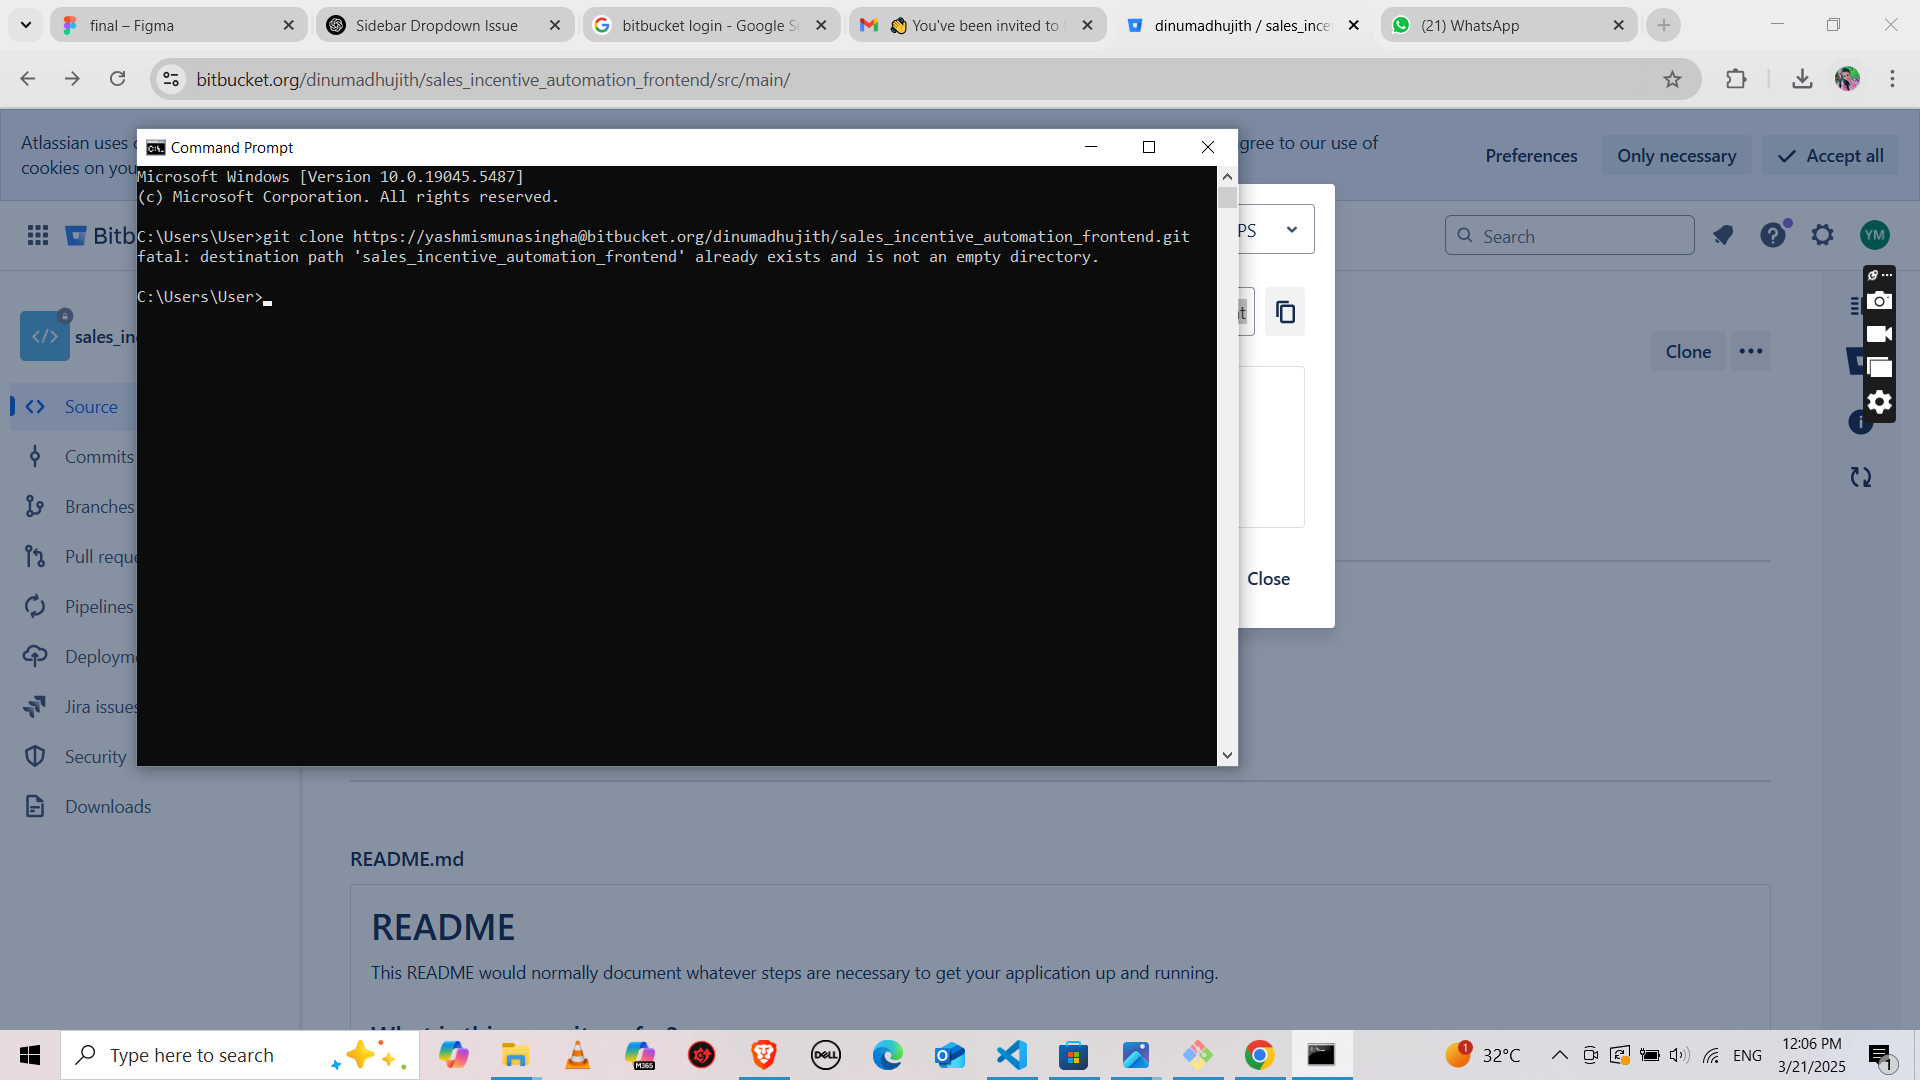 final – Figma
Sidebar Dropdown Issue
bitbucket login - Google S
You've been invited to
dinumadhujith / sales_ince
(21) WhatsApp
bitbucket.org/dinumadhujith/sales_incentive_automation_frontend/src/main/
Atlassian uses
cookies on you
gree to our use of
Preferences
Only necessary
Accept all
Command Prompt
Microsoft Windows [Version 10.0.19045.5487]
(c) Microsoft Corporation. All rights reserved.
C:\Users\User>git clone https://yashmismunasingha@bitbucket.org/dinumadhujith/sales_incentive_automation_frontend.git
fatal: destination path 'sales_incentive_automation_frontend' already exists and is not an empty directory.
C:\Users\User>
Bitb
PS
Search
YM
sales_in
Clone
Source
Commits
Branches
Pull reque
Pipelines
Deployme
Jira issues
Security
Downloads
Close
README.md
README
This README would normally document whatever steps are necessary to get your application up and running.
Type here to search
M365
DELL
1
32°C
ENG
12:06 PM
3/21/2025
1